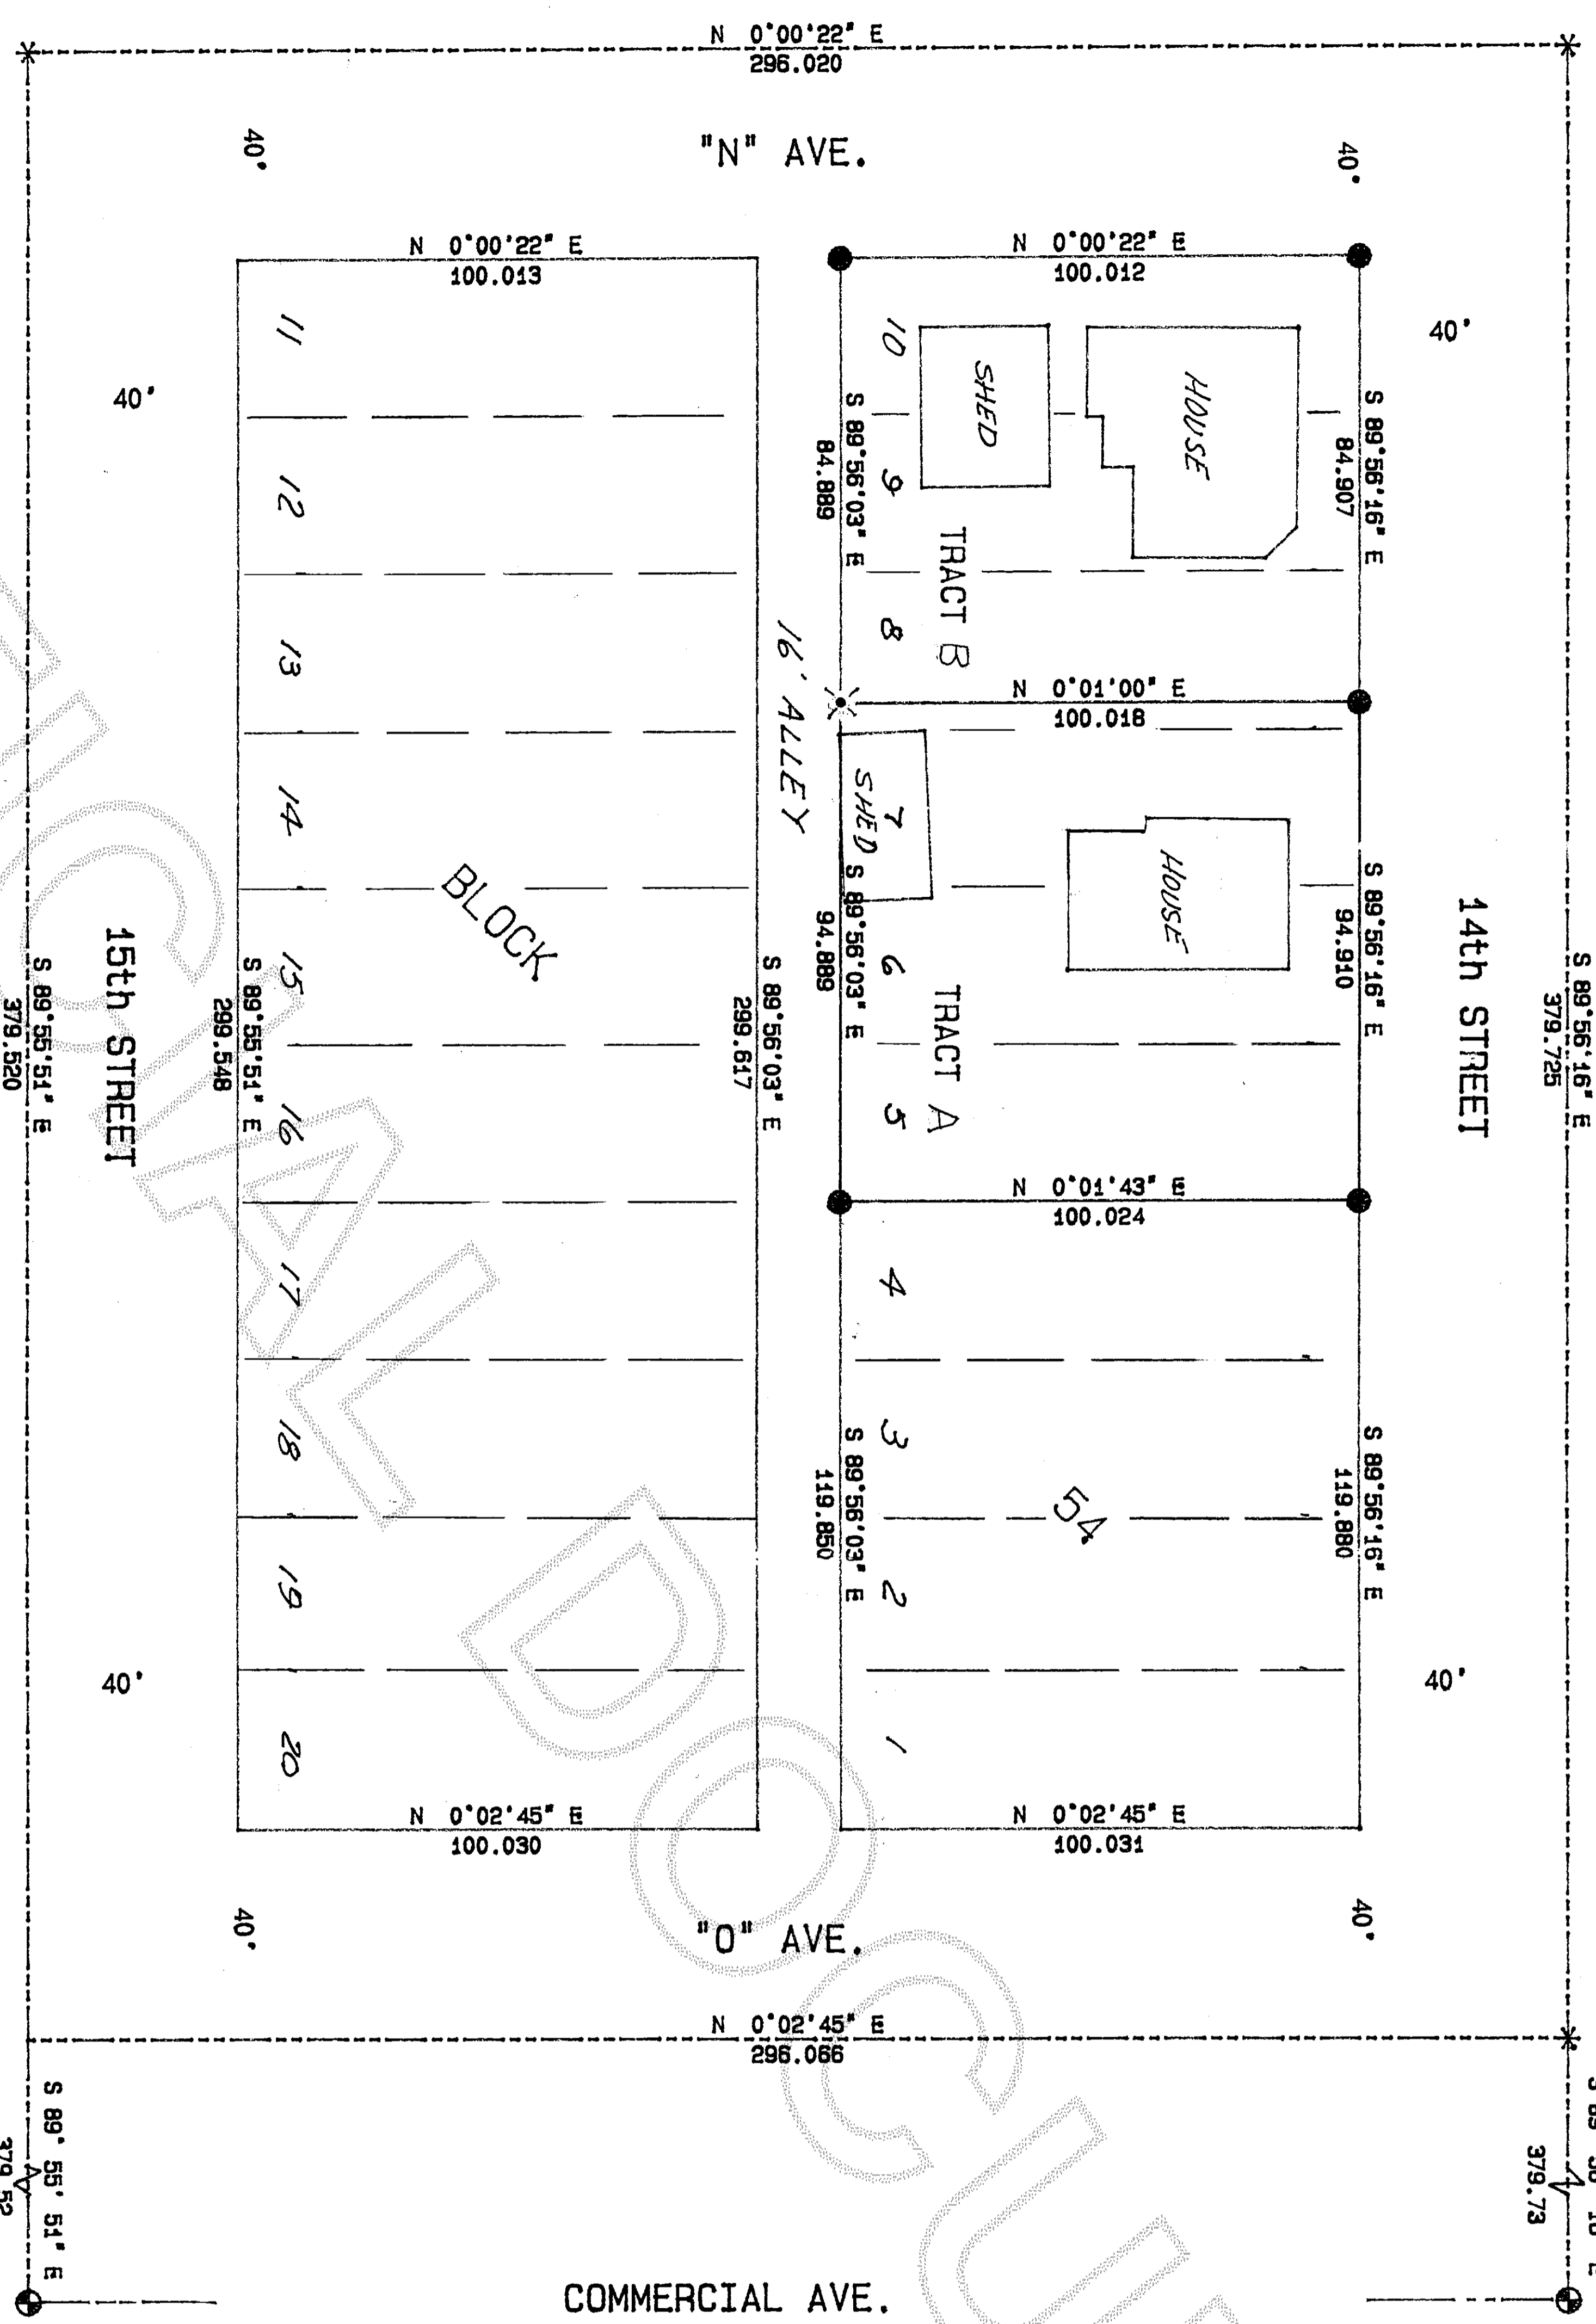 N 0°00'22" E
296.020
40'
"N" AVE.
40'
N 0°00'22" E
100.013
N 0°00'22" E
100.012
40'
40'
11
12
13
14
15
16
17
18
19
20
10
9
8
7
6
5
4
3
2
1
SHED
HOUSE
S 89°56'03" E
84.889
S 89°56'16" E
84.907
TRACT B
N 0°01'00" E
100.018
16' ALLEY
SHED
HOUSE
S 89°56'03" E
94.889
S 89°56'16" E
94.910
TRACT A
BLOCK
54
14th STREET
S 89°56'16" E
379.725
15th STREET
S 89°55'51" E
379.520
S 89°55'51" E
299.548
S 89°56'03" E
299.617
N 0°01'43" E
100.024
S 89°56'03" E
119.850
S 89°56'16" E
119.880
40'
40'
N 0°02'45" E
100.030
N 0°02'45" E
100.031
40'
"O" AVE.
40'
N 0°02'45" E
296.066
S 89° 55' 51" E
379.52
379.73
COMMERCIAL AVE.